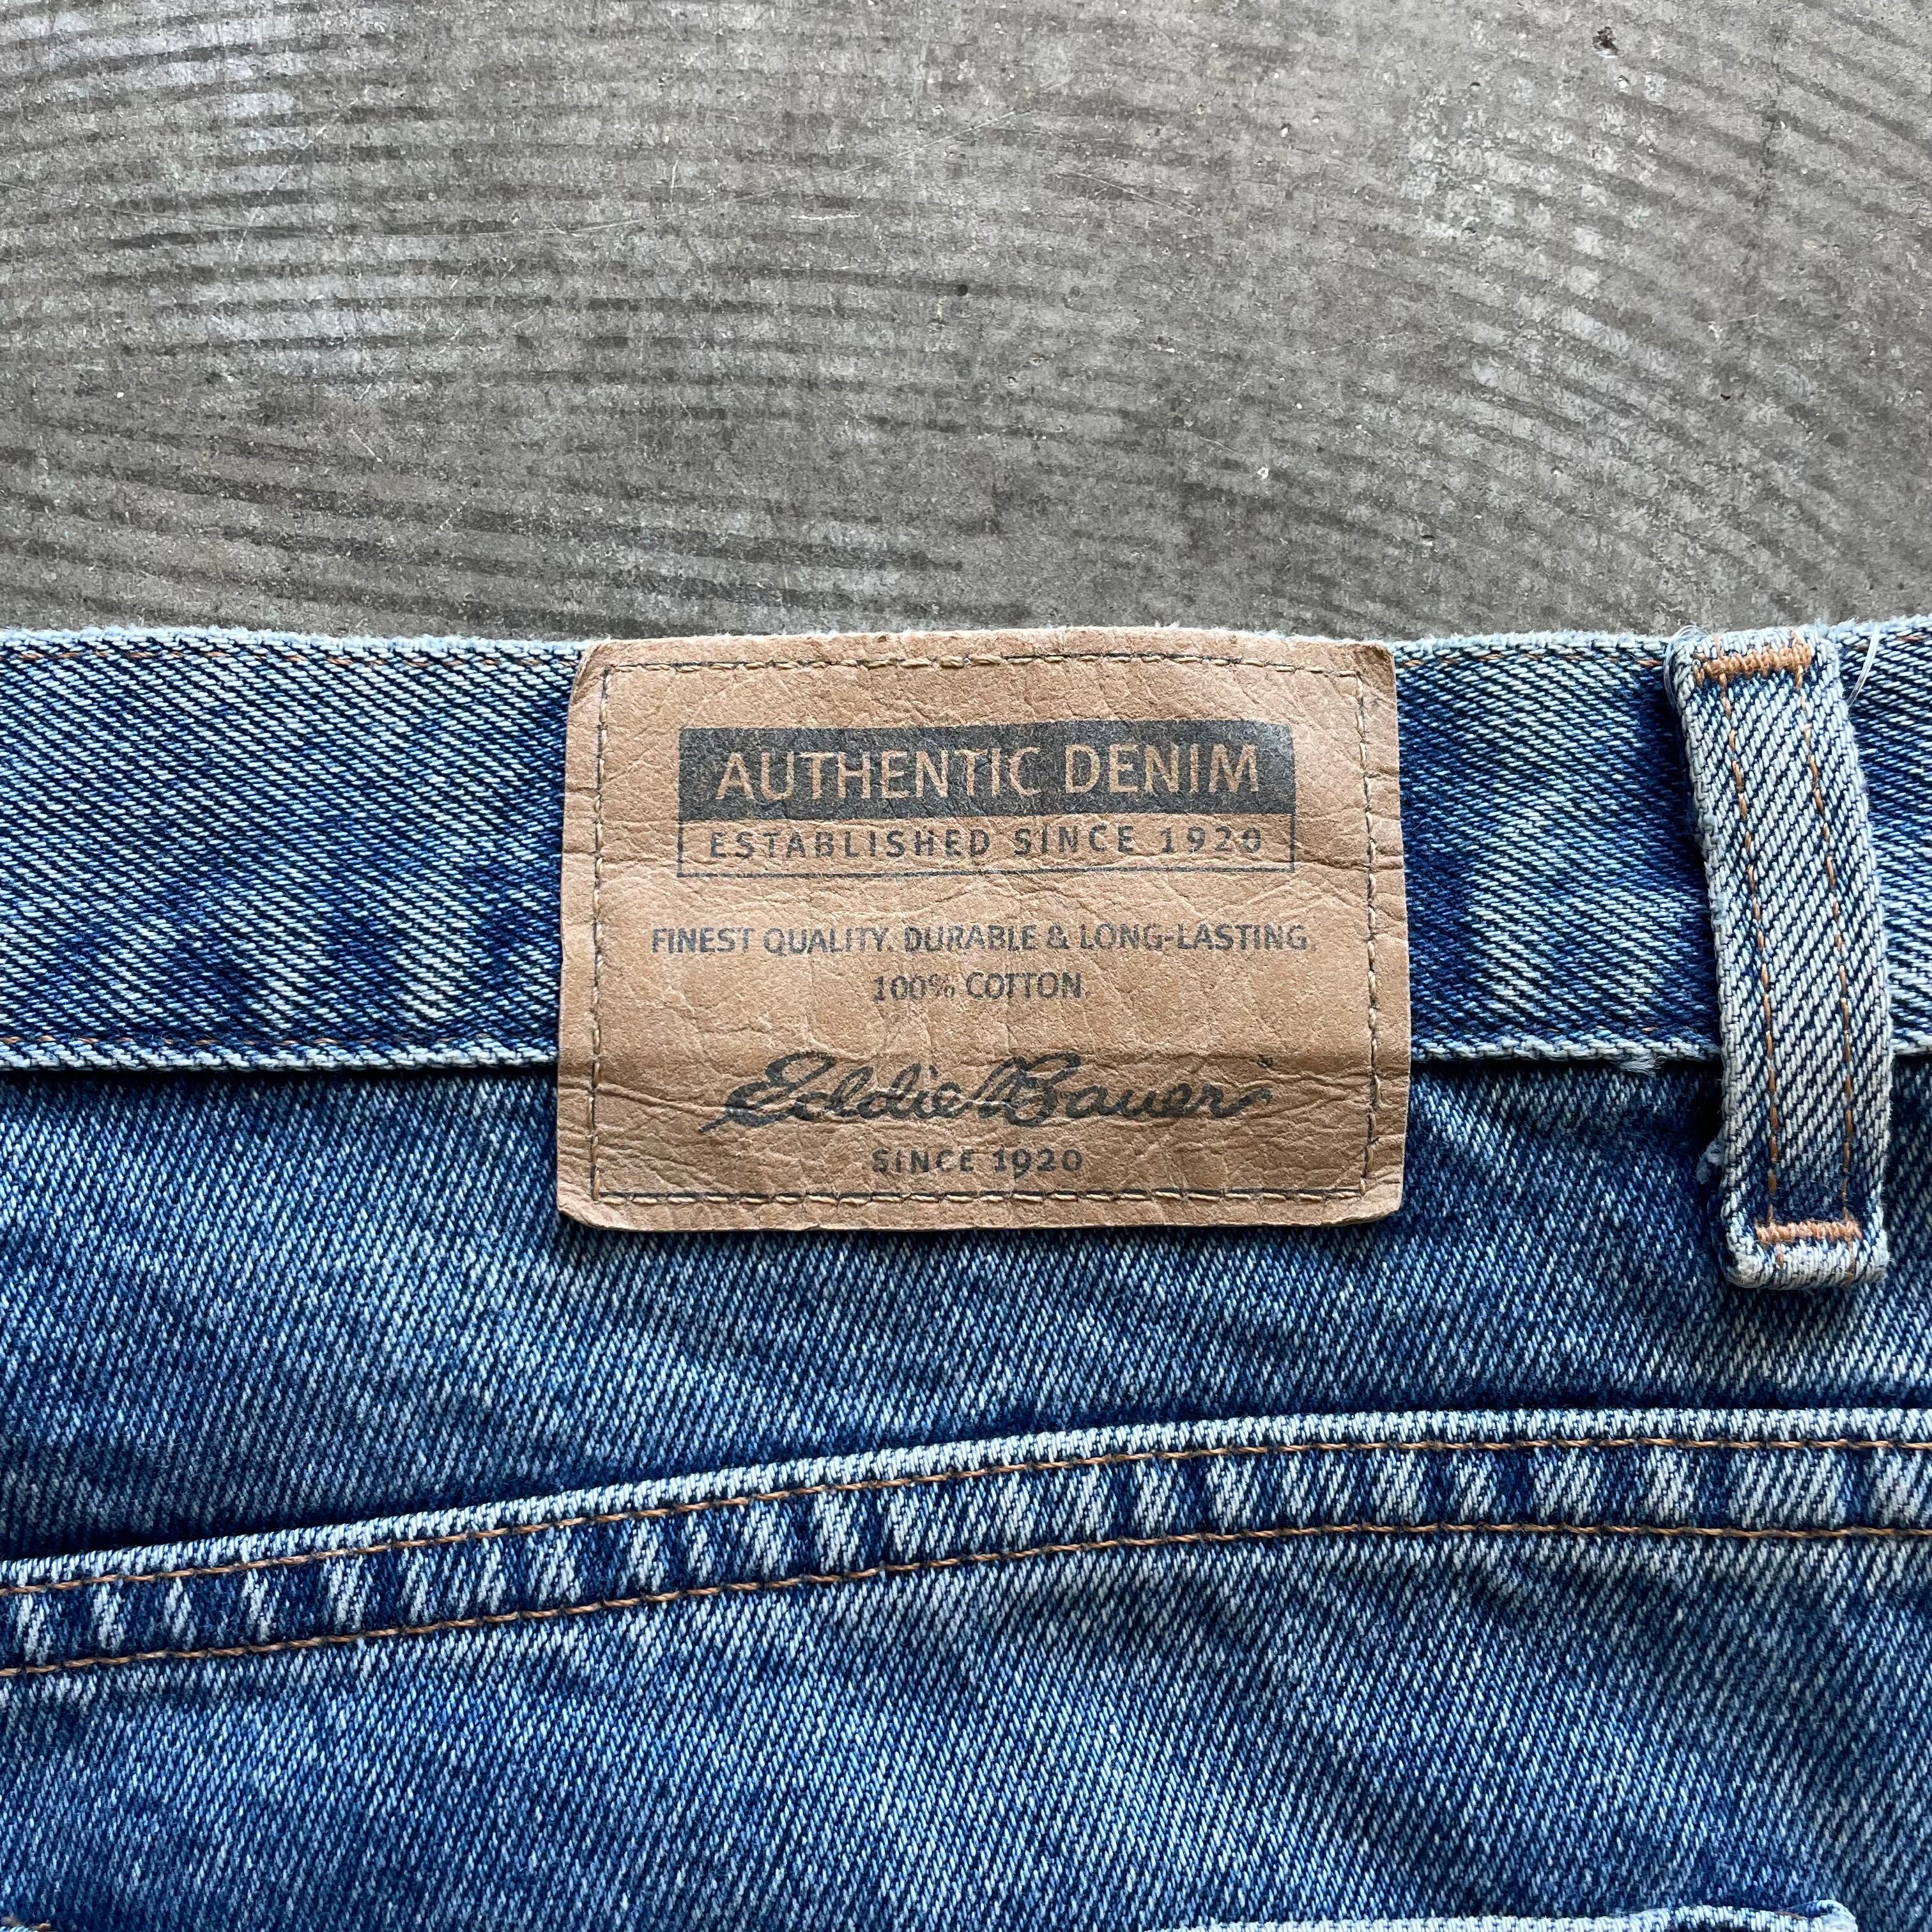 AUTHENTIC DENIM
ESTABLISHED SINCE 1920
FINEST QUALITY. DURABLE & LONG-LASTING.
100% COTTON.
Eddie Bauer
SINCE 1920